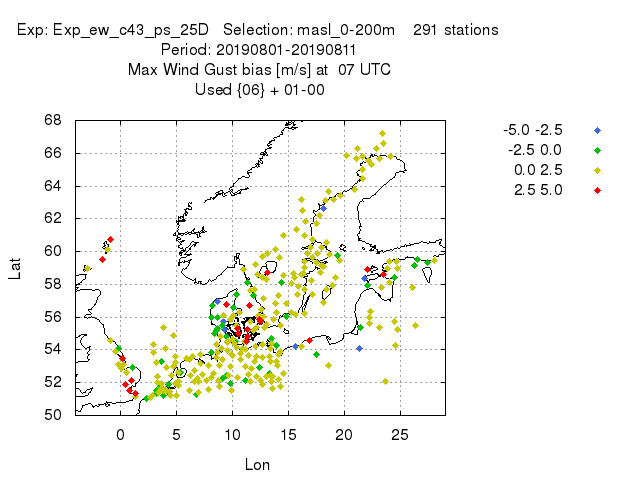 Exp: Exp_ew_c43_ps_25D   Selection: masl_0-200m    291 stations
Period: 20190801-20190811
Max Wind Gust bias [m/s] at  07 UTC
Used {06} + 01-00
-5.0 -2.5
-2.5 0.0
0.0 2.5
2.5 5.0
Lat
68
66
64
62
60
58
56
54
52
50
0 5 10 15 20 25
Lon